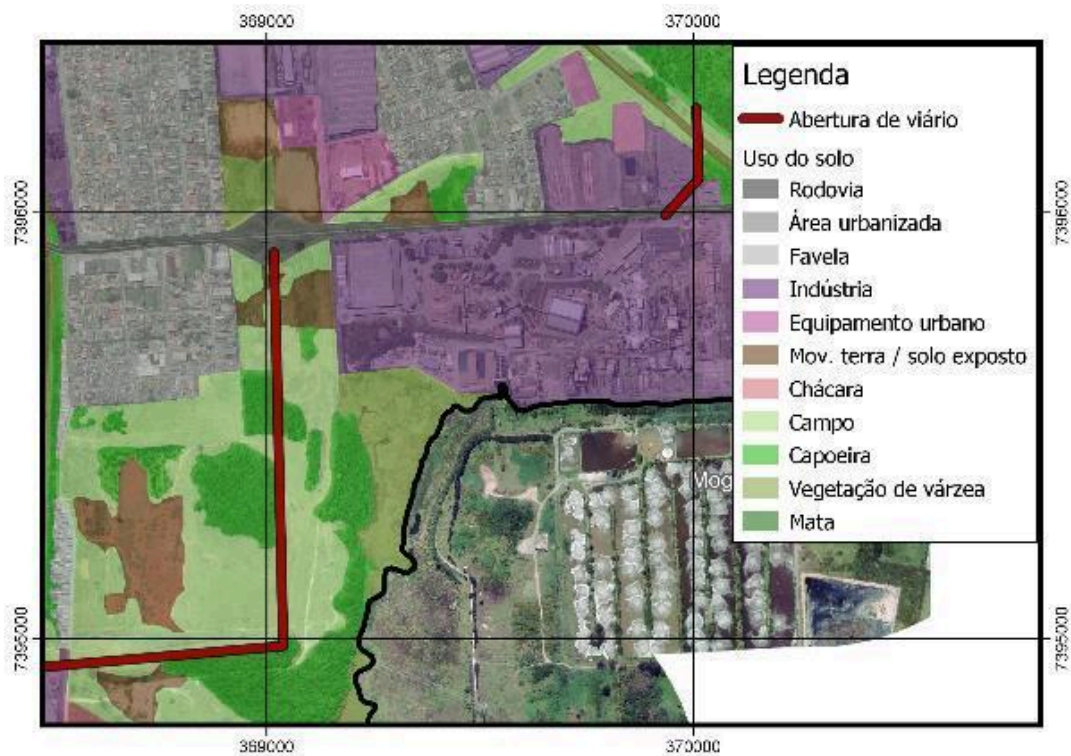 369000
370000
7396000
7396000
Legenda
Abertura de viário
Uso do solo
Rodovia
Área urbanizada
Favela
Indústria
Equipamento urbano
Mov. terra / solo exposto
Chácara
Campo
Capoeira
Vegetação de várzea
Mata
Mog
7395000
7395000
369000
370000